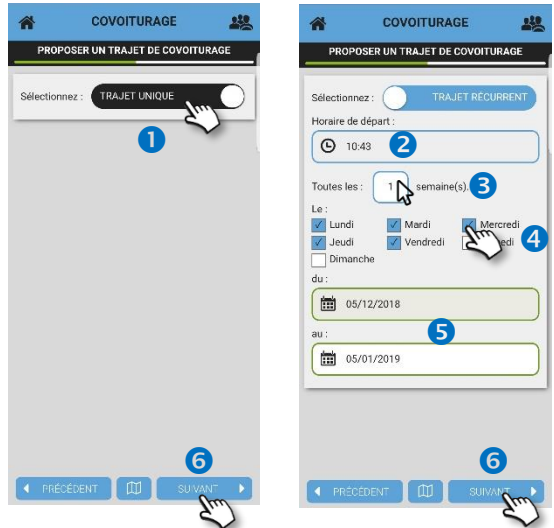 COVOITURAGE
PROPOSER UN TRAJET DE COVOITURAGE
Sélectionnez : TRAJET UNIQUE
1
6
PRÉCÉDENT SUIVANT
COVOITURAGE
PROPOSER UN TRAJET DE COVOITURAGE
Sélectionnez : TRAJET RÉCURRENT
Horaire de départ :
10:43 2
Toutes les : 1 semaine(s). 3
Le :
Lundi Mardi Mercredi
4
Jeudi Vendredi
Dimanche
du :
05/12/2018
5
au :
05/01/2019
6
PRÉCÉDENT SUIVANT